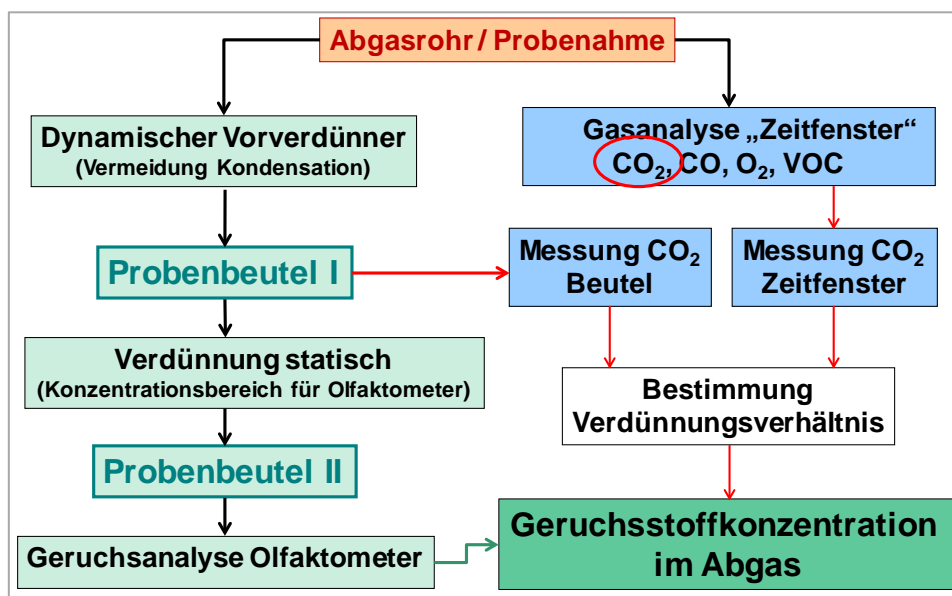 Abgasrohr / Probenahme
Dynamischer Vorverdünner
(Vermeidung Kondensation)
Gasanalyse „Zeitfenster“
CO₂, CO, O₂, VOC
Probenbeutel I
Messung CO₂
Beutel
Messung CO₂
Zeitfenster
Verdünnung statisch
(Konzentrationsbereich für Olfaktometer)
Bestimmung
Verdünnungsverhältnis
Probenbeutel II
Geruchsanalyse Olfaktometer
Geruchsstoffkonzentration
im Abgas